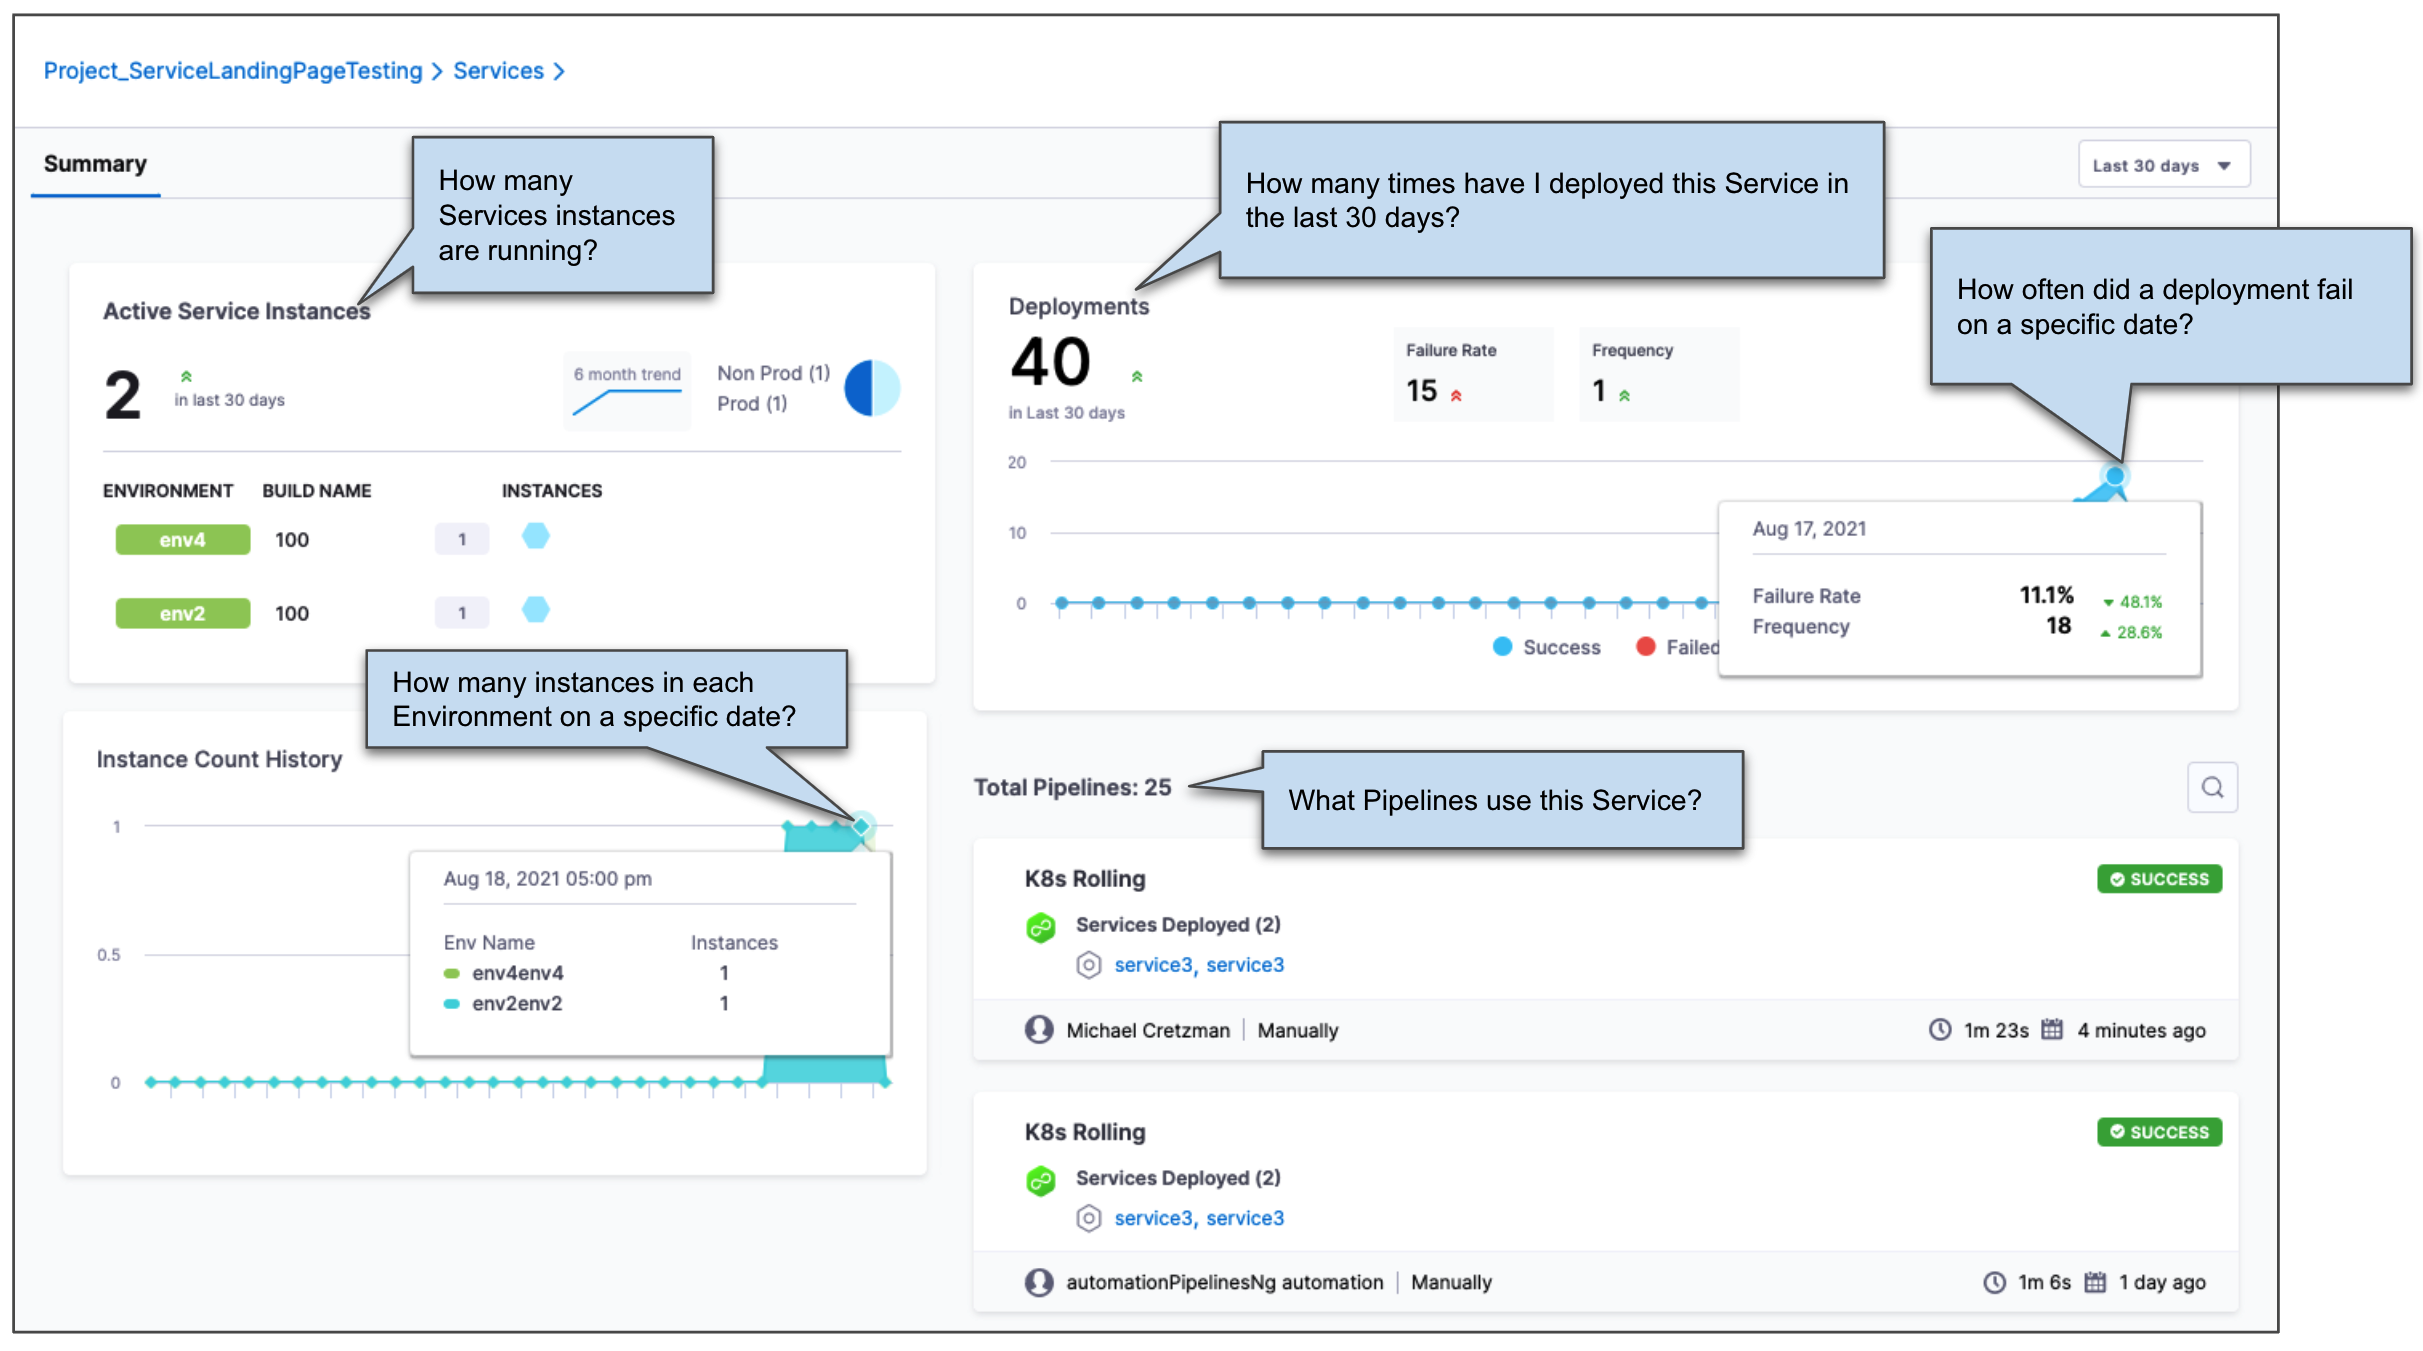 Project_ServiceLandingPageTesting > Services >
Summary
Last 30 days
How many
Services instances
are running?
How many times have I deployed this Service in
the last 30 days?
How often did a deployment fail
on a specific date?
Active Service Instances
2
in last 30 days
6 month trend
Non Prod (1)
Prod (1)
ENVIRONMENT BUILD NAME INSTANCES
env4 100 1
env2 100 1
Deployments
40
in Last 30 days
Failure Rate
15
Frequency
1
20
10
0
Success Failed
Aug 17, 2021
Failure Rate 11.1% 48.1%
Frequency 18 28.6%
How many instances in each
Environment on a specific date?
Instance Count History
1
0.5
0
Aug 18, 2021 05:00 pm
Env Name Instances
env4env4 1
env2env2 1
Total Pipelines: 25
What Pipelines use this Service?
K8s Rolling
SUCCESS
Services Deployed (2)
service3, service3
Michael Cretzman | Manually
1m 23s 4 minutes ago
K8s Rolling
SUCCESS
Services Deployed (2)
service3, service3
automationPipelinesNg automation | Manually
1m 6s 1 day ago